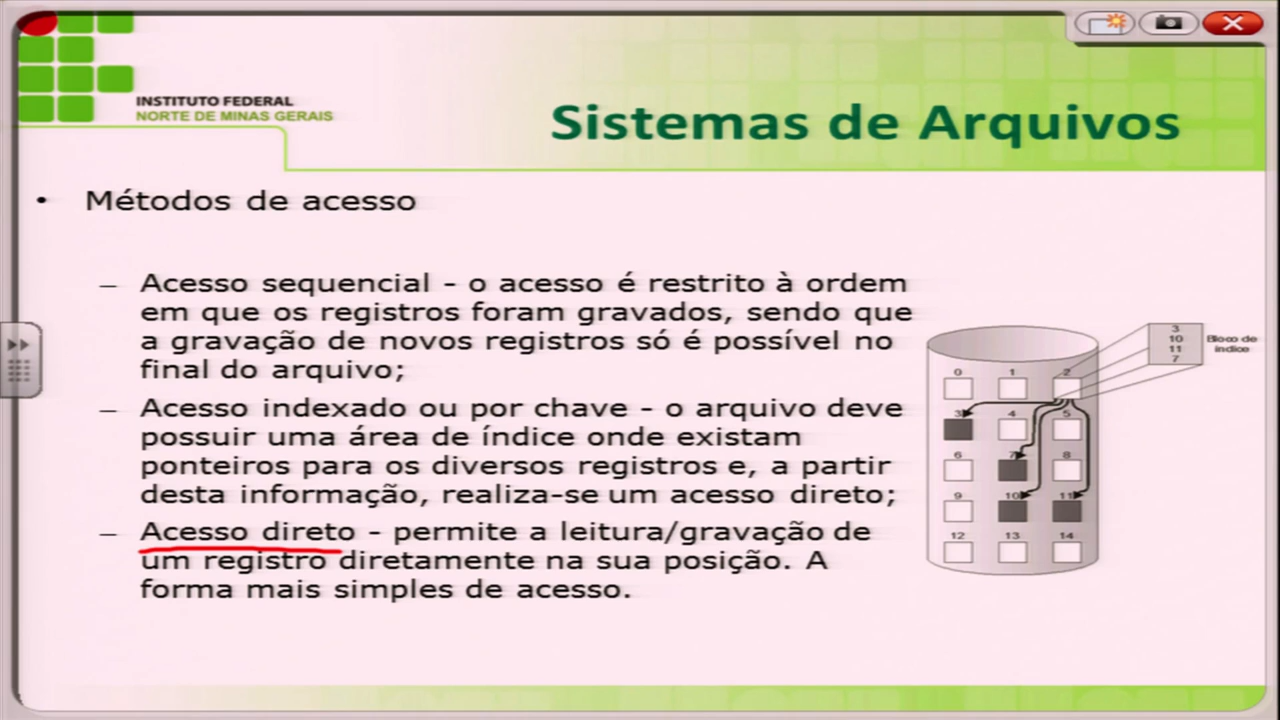 INSTITUTO FEDERAL
NORTE DE MINAS GERAIS
Sistemas de Arquivos
• Métodos de acesso
– Acesso sequencial - o acesso é restrito à ordem
em que os registros foram gravados, sendo que
a gravação de novos registros só é possível no
final do arquivo;
– Acesso indexado ou por chave - o arquivo deve
possuir uma área de índice onde existam
ponteiros para os diversos registros e, a partir
desta informação, realiza-se um acesso direto;
– Acesso direto - permite a leitura/gravação de
um registro diretamente na sua posição. A
forma mais simples de acesso.
3
10
11
7
Bloco de
índice
0 1 2
3 4 5
6 7 8
9 10 11
12 13 14